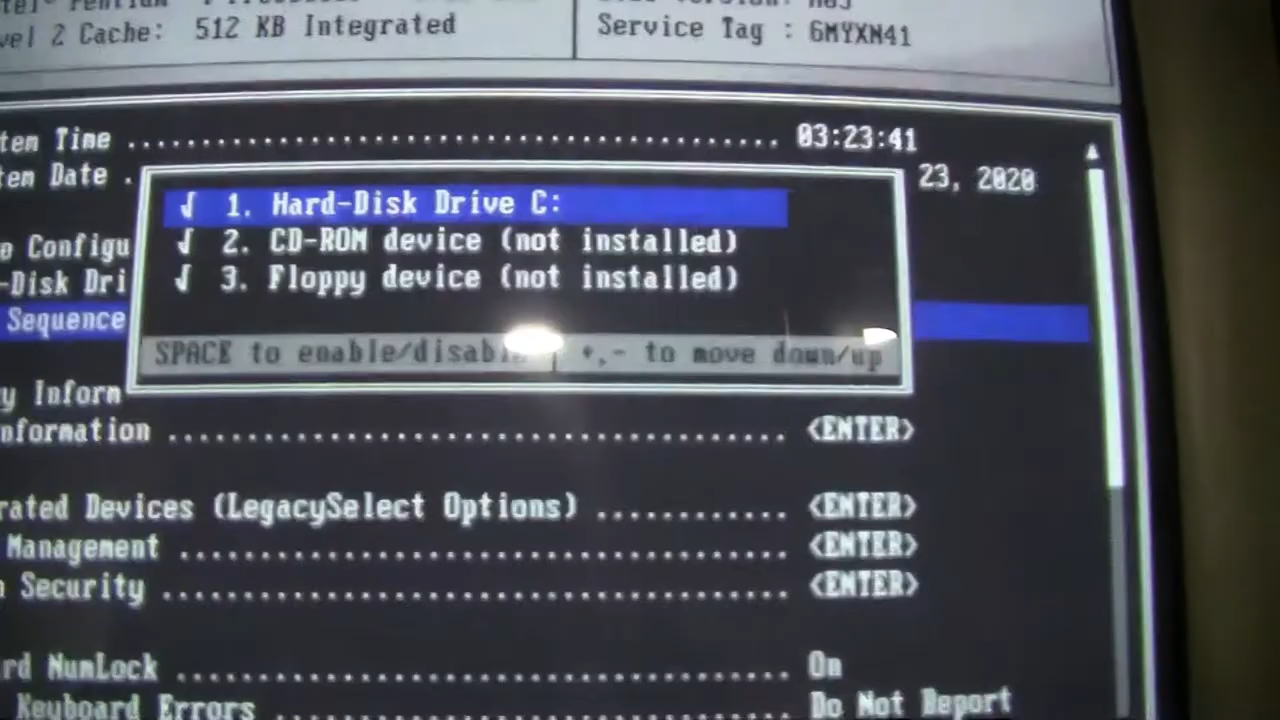 tel® Pentium
vel 2 Cache: 512 KB Integrated
Service Tag : 6MYXN41
tem Time ........................................... 03:23:41
tem Date . 23, 2020
√ 1. Hard-Disk Drive C:
√ 2. CD-ROM device (not installed)
√ 3. Floppy device (not installed)
SPACE to enable/disab | +,- to move down/up
e Configu
-Disk Dri
Sequence
y Inform
nformation ........................................ <ENTER>
rated Devices (LegacySelect Options) ............. <ENTER>
Management ........................................ <ENTER>
Security ......................................... <ENTER>
rd NumLock ........................................ On
Keyboard Errors .................................. Do Not Report